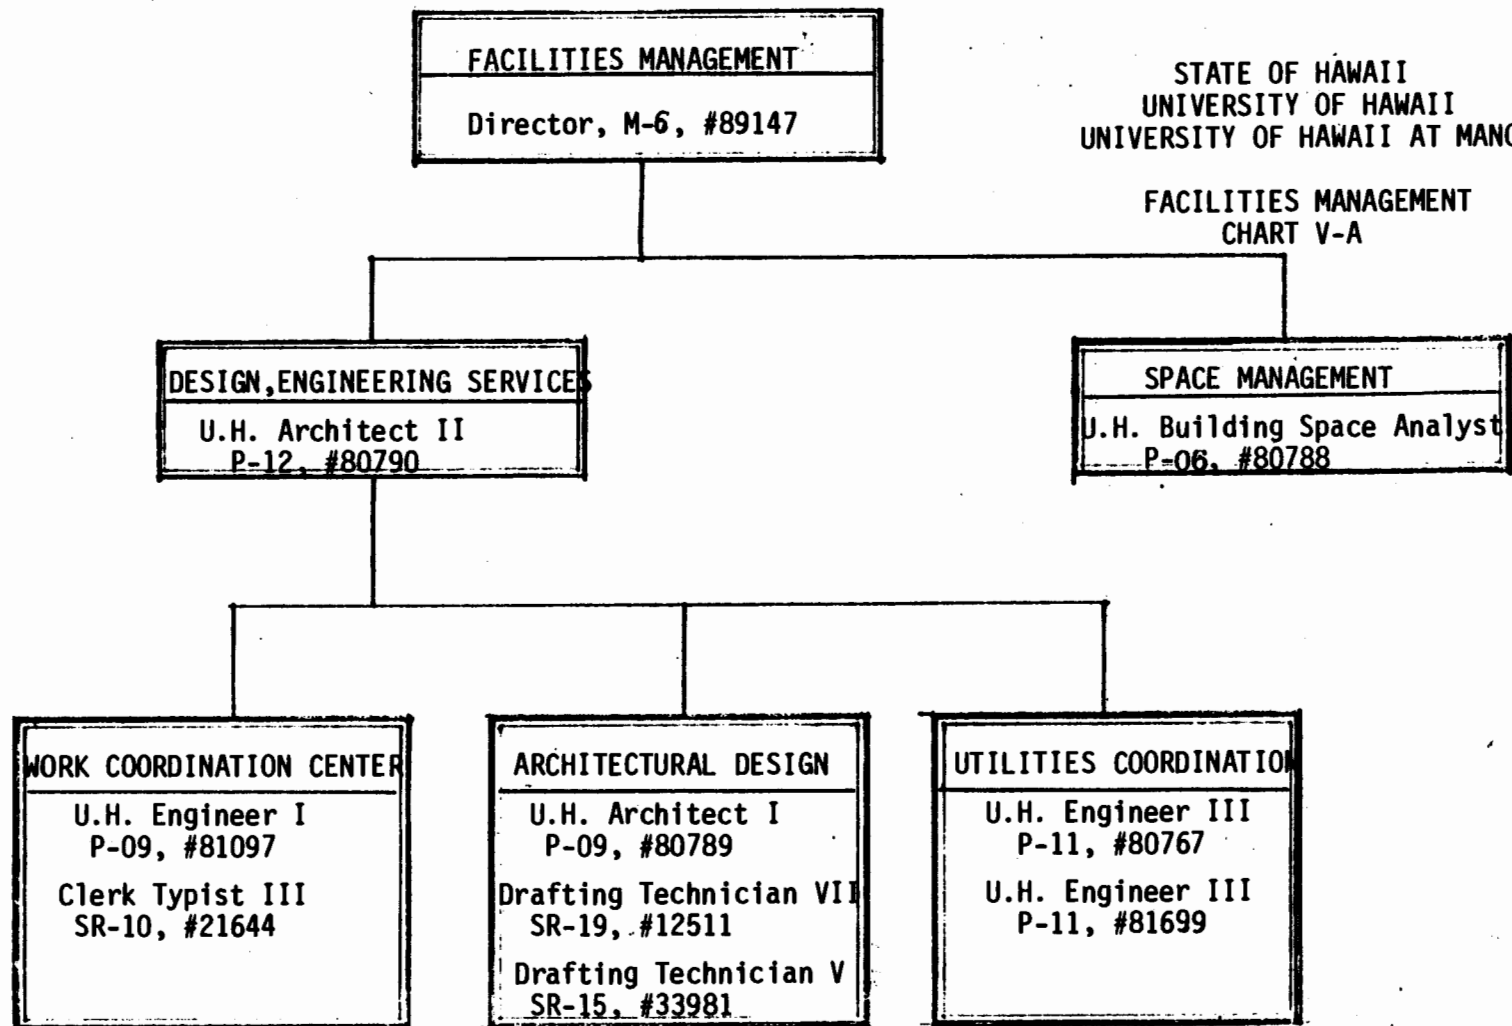 FACILITIES MANAGEMENT
Director, M-6, #89147
STATE OF HAWAII
UNIVERSITY OF HAWAII
UNIVERSITY OF HAWAII AT MANO
FACILITIES MANAGEMENT
CHART V-A
DESIGN,ENGINEERING SERVICES
U.H. Architect II
P-12, #80790
SPACE MANAGEMENT
U.H. Building Space Analyst
P-06, #80788
WORK COORDINATION CENTER
U.H. Engineer I
P-09, #81097
Clerk Typist III
SR-10, #21644
ARCHITECTURAL DESIGN
U.H. Architect I
P-09, #80789
Drafting Technician VII
SR-19, #12511
Drafting Technician V
SR-15, #33981
UTILITIES COORDINATION
U.H. Engineer III
P-11, #80767
U.H. Engineer III
P-11, #81699